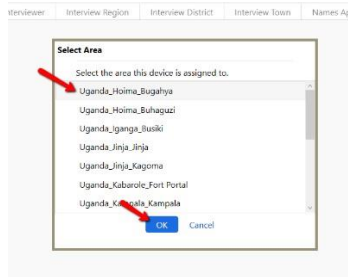 Interviewer Interview Region Interview District Interview Town Names Ap
Select Area
Select the area this device is assigned to.
Uganda_Hoima_Bugahya
Uganda_Hoima_Buhaguzi
Uganda_Iganga_Busiki
Uganda_Jinja_Jinja
Uganda_Jinja_Kagoma
Uganda_Kabarole_Fort Portal
Uganda_Kampala_Kampala
OK Cancel